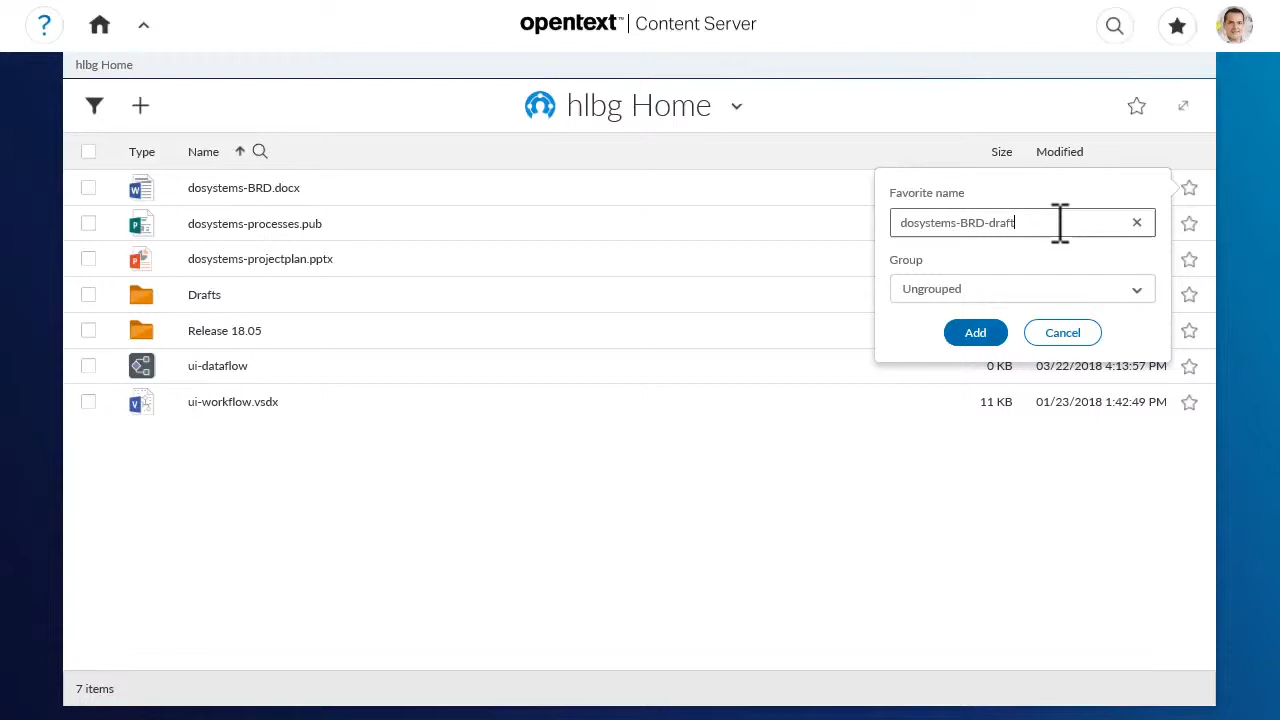 ?
opentext™ | Content Server
hlbg Home
hlbg Home
Type Name Size Modified
dosystems-BRD.docx
dosystems-processes.pub
dosystems-projectplan.pptx
Drafts
Release 18.05
ui-dataflow 0 KB 03/22/2018 4:13:57 PM
ui-workflow.vsdx 11 KB 01/23/2018 1:42:49 PM
Favorite name
dosystems-BRD-draft
Group
Ungrouped
Add Cancel
7 items